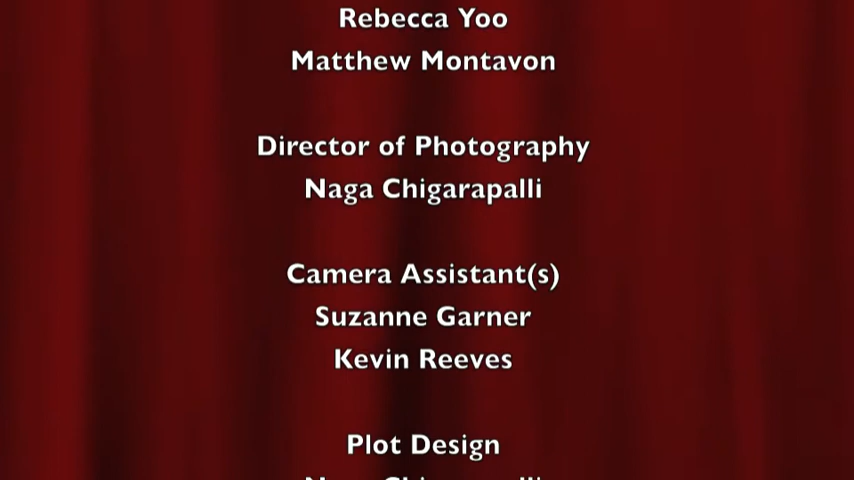 Rebecca Yoo
Matthew Montavon
Director of Photography
Naga Chigarapalli
Camera Assistant(s)
Suzanne Garner
Kevin Reeves
Plot Design